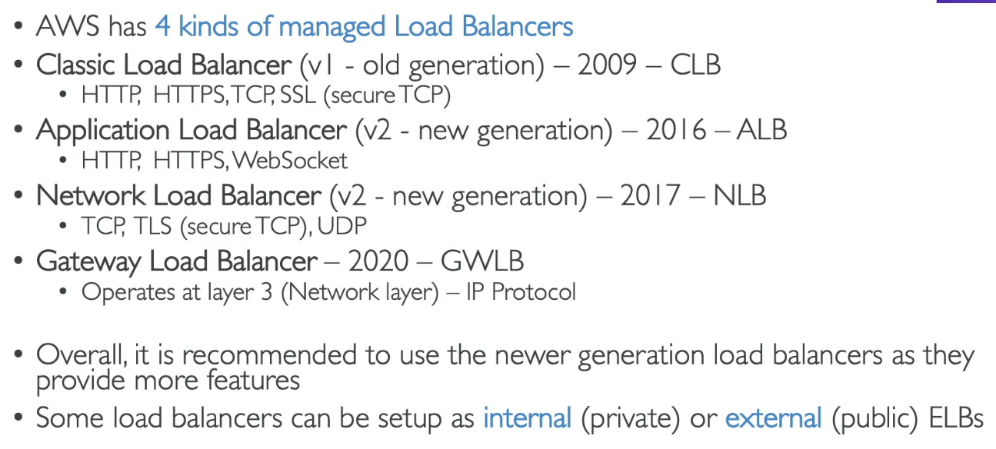 • AWS has 4 kinds of managed Load Balancers
• Classic Load Balancer (v1 - old generation) – 2009 – CLB
• HTTP, HTTPS, TCP, SSL (secure TCP)
• Application Load Balancer (v2 - new generation) – 2016 – ALB
• HTTP, HTTPS, WebSocket
• Network Load Balancer (v2 - new generation) – 2017 – NLB
• TCP, TLS (secure TCP), UDP
• Gateway Load Balancer – 2020 – GWLB
• Operates at layer 3 (Network layer) – IP Protocol
• Overall, it is recommended to use the newer generation load balancers as they
provide more features
• Some load balancers can be setup as internal (private) or external (public) ELBs